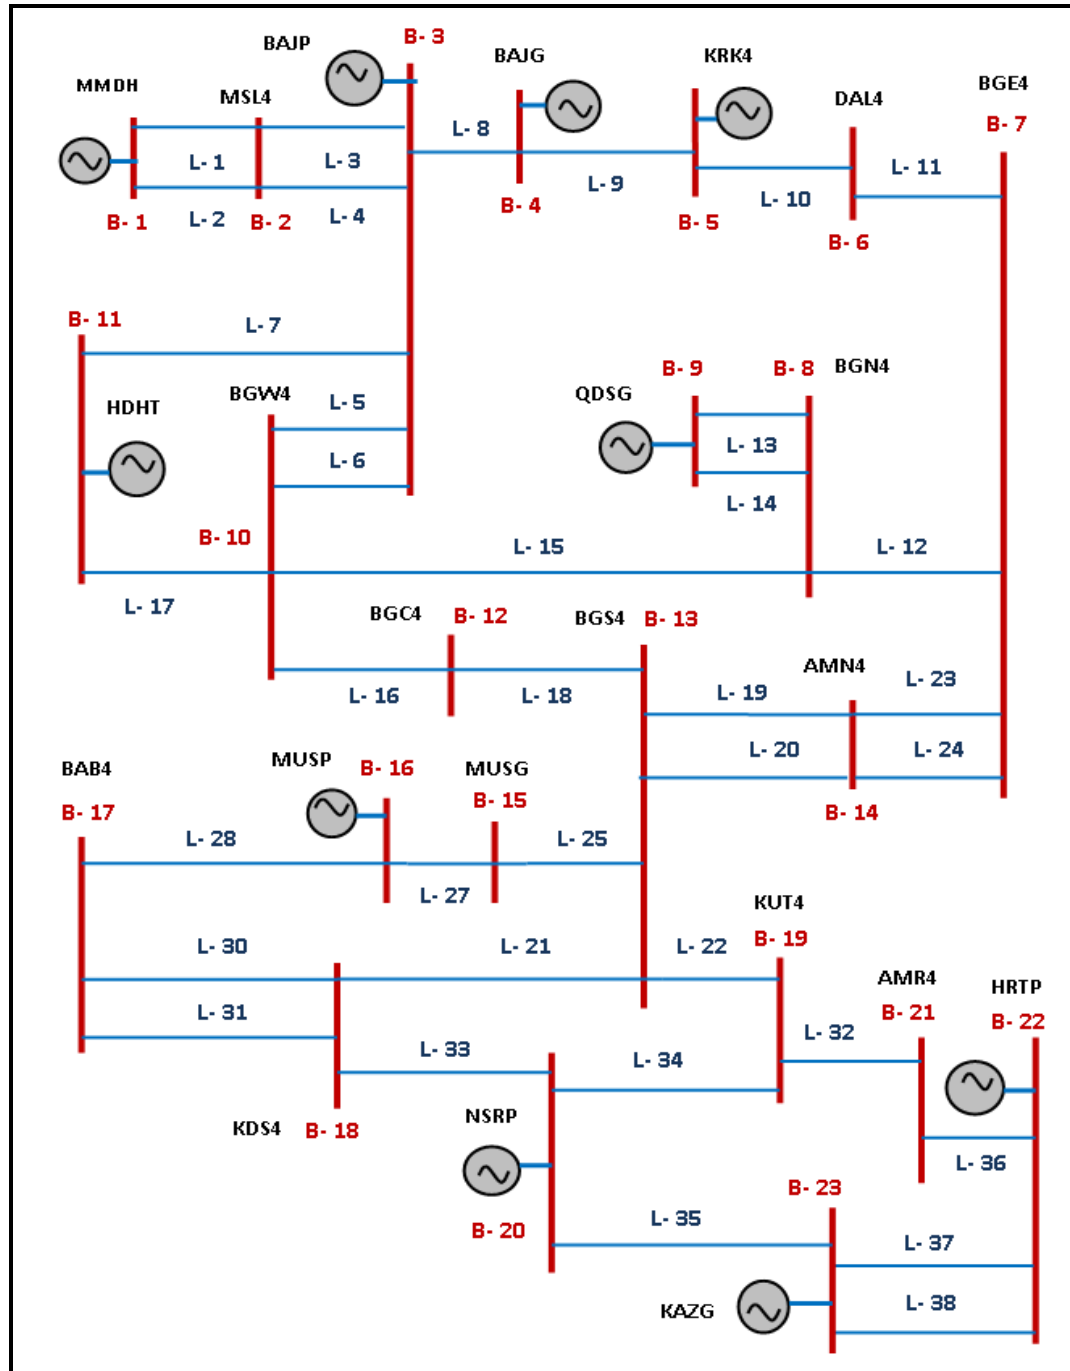 BAJP
B- 3
BAJG
KRK4
MMDH
MSL4
DAL4
BGE4
B- 7
L- 8
L- 1
L- 3
L- 9
L- 11
L- 10
B- 1
L- 2
B- 2
L- 4
B- 4
B- 5
B- 6
B- 11
L- 7
HDHT
BGW4
L- 5
L- 6
QDSG
B- 9
B- 8
BGN4
L- 13
L- 14
B- 10
L- 15
L- 12
L- 17
BGC4
B- 12
BGS4
B- 13
AMN4
L- 16
L- 18
L- 19
L- 23
L- 20
L- 24
B- 14
BAB4
B- 17
MUSP
B- 16
MUSG
B- 15
L- 28
L- 27
L- 25
KUT4
B- 19
L- 30
L- 21
L- 22
L- 31
AMR4
B- 21
HRTP
B- 22
L- 32
L- 33
L- 34
KDS4
B- 18
NSRP
L- 36
B- 20
B- 23
L- 35
L- 37
L- 38
KAZG